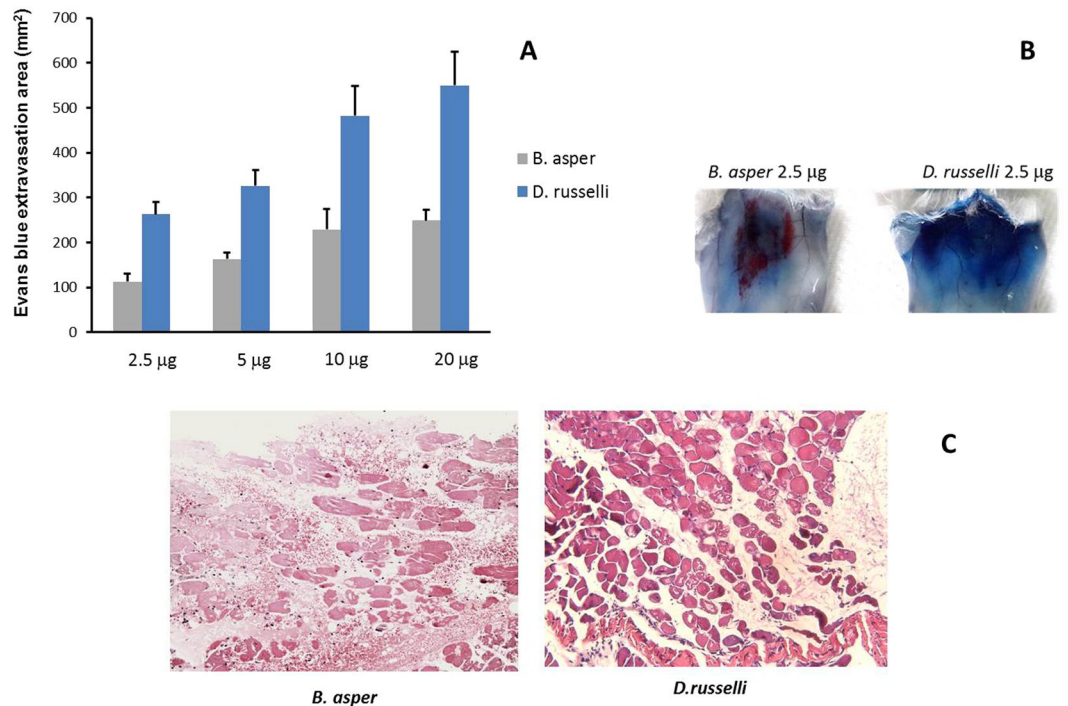 Evans blue extravasation area (mm²)
700
600
500
400
300
200
100
0
2.5 µg
5 µg
10 µg
20 µg
A
B. asper
D. russelli
B
B. asper 2.5 µg
D. russelli 2.5 µg
C
B. asper
D.russelli